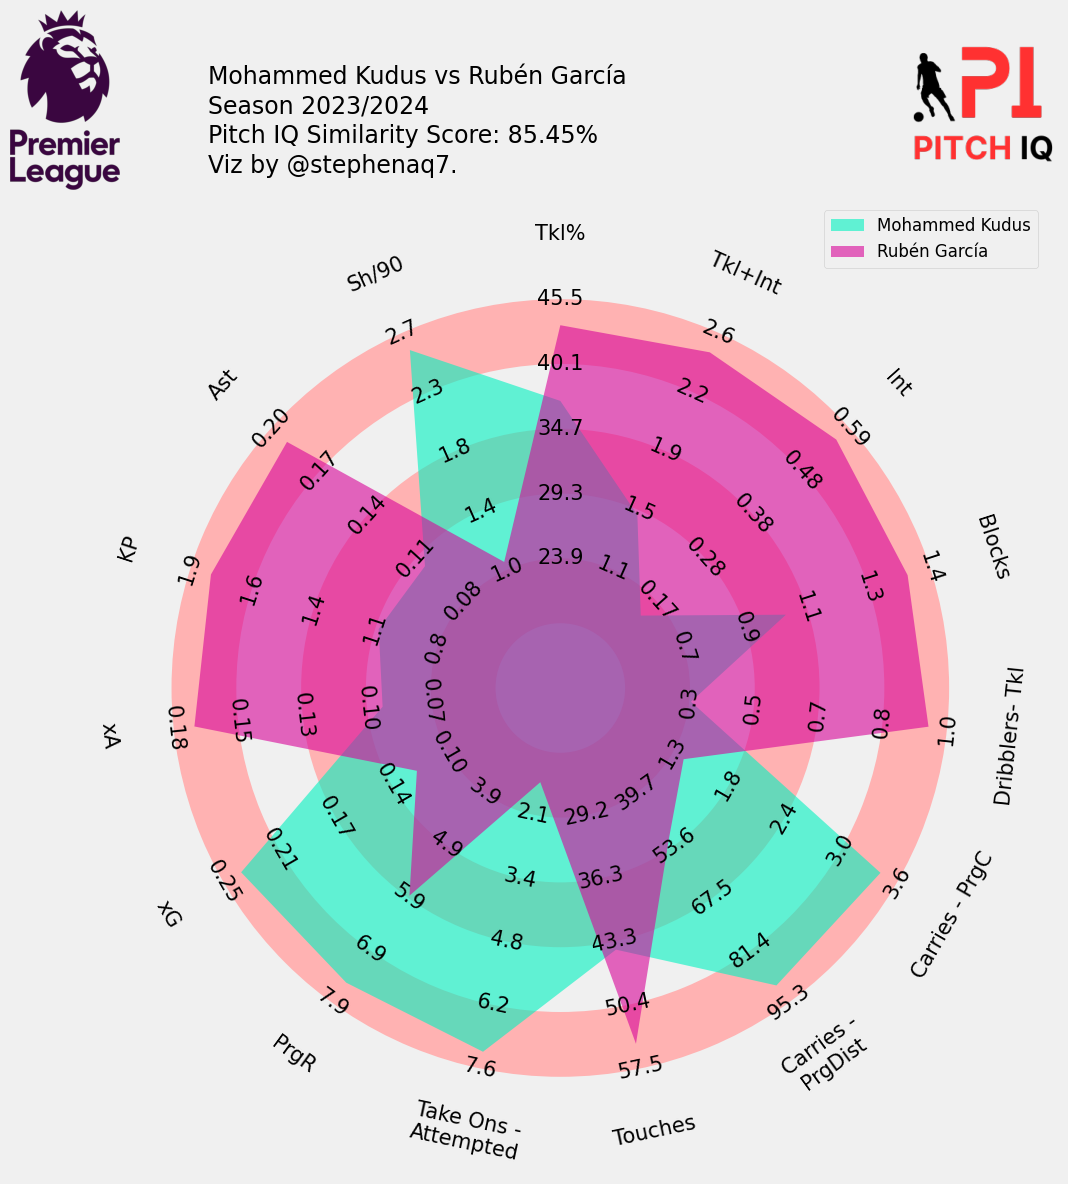 Premier
League
Mohammed Kudus vs Rubén García
Season 2023/2024
Pitch IQ Similarity Score: 85.45%
Viz by @stephenaq7.
PI
PITCH IQ
Mohammed Kudus
Rubén García
Tkl%
45.5
40.1
34.7
29.3
23.9
Tkl+Int
2.6
2.2
1.9
1.5
1.1
Int
0.59
0.48
0.38
0.28
0.17
Blocks
1.4
1.3
1.1
0.9
0.7
Dribblers- Tkl
1.0
0.8
0.7
0.5
0.3
Carries - PrgC
3.6
3.0
2.4
1.8
1.3
Carries -
PrgDist
95.3
81.4
67.5
53.6
39.7
Touches
57.5
50.4
43.3
36.3
29.2
Take Ons -
Attempted
7.6
6.2
4.8
3.4
2.1
PrgR
7.9
6.9
5.9
4.9
3.9
xG
0.25
0.21
0.17
0.14
0.10
xA
0.18
0.15
0.13
0.10
0.07
KP
1.9
1.6
1.4
1.1
0.8
Ast
0.20
0.17
0.14
0.11
0.08
Sh/90
2.7
2.3
1.8
1.4
1.0